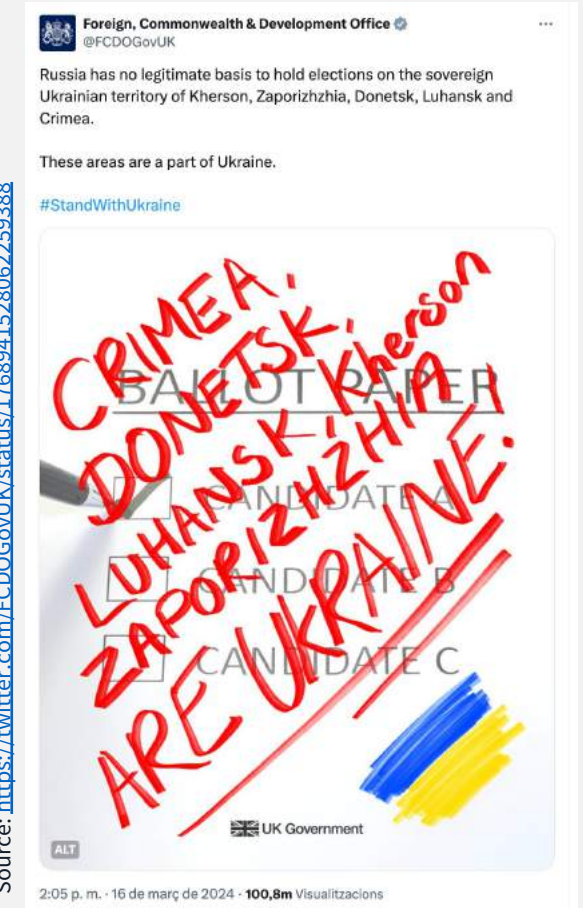 Foreign, Commonwealth & Development Office
@FCDOGovUK
Russia has no legitimate basis to hold elections on the sovereign
Ukrainian territory of Kherson, Zaporizhzhia, Donetsk, Luhansk and
Crimea.
These areas are a part of Ukraine.
#StandWithUkraine
CRIMEA,
DONETSK,
LUHANSK, Kherson
ZAPORIZHZHIA
ARE UKRAINE!
BALLOT PAPER
CANDIDATE A
CANDIDATE B
CANDIDATE C
UK Government
ALT
2:05 p. m. · 16 de març de 2024 · 100,8m Visualitzacions
Source: https://twitter.com/FCDOGovUK/status/1768941528062259388